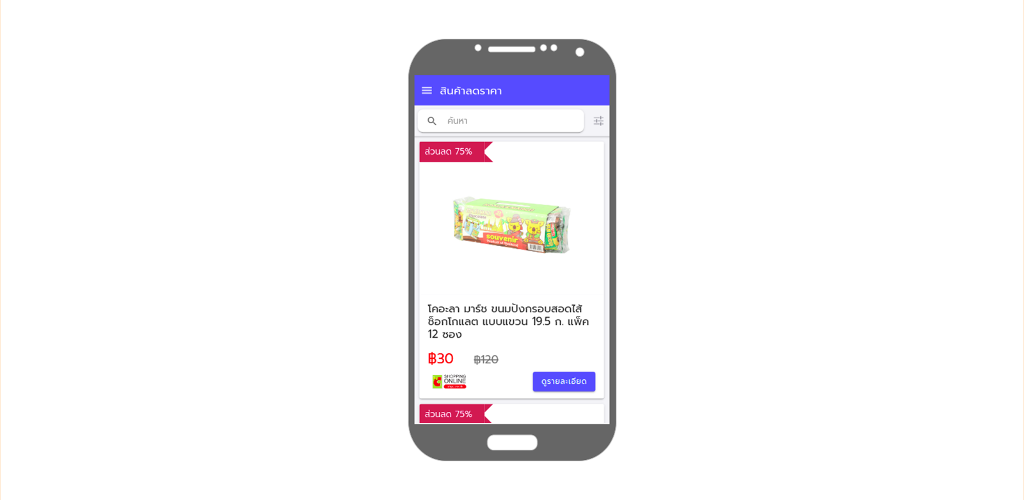 สินค้าลดราคา
ค้นหา
ส่วนลด 75%
souvenir
โคอะลา มาร์ช ขนมปังกรอบสอดไส้
ช็อกโกแลต แบบแขวน 19.5 ก. แพ็ค
12 ซอง
฿30 ฿120
SHOPPING
ONLINE
ดูรายละเอียด
ส่วนลด 75%